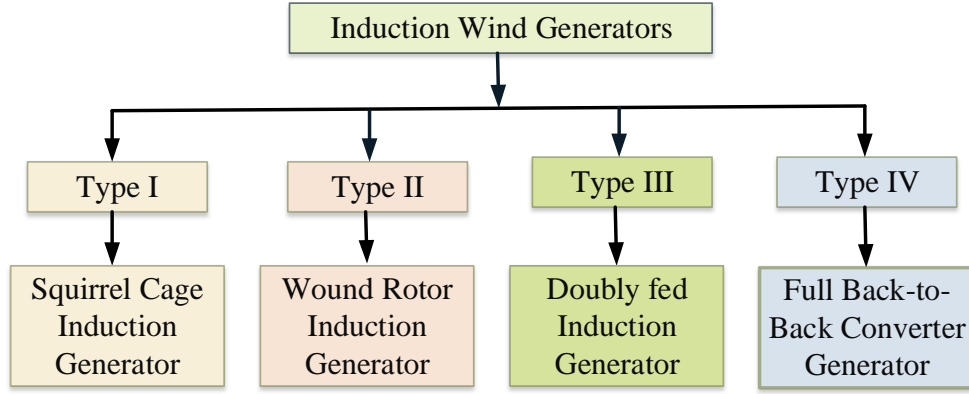 Induction Wind Generators
Type I
Type II
Type III
Type IV
Squirrel Cage
Induction
Generator
Wound Rotor
Induction
Generator
Doubly fed
Induction
Generator
Full Back-to-
Back Converter
Generator